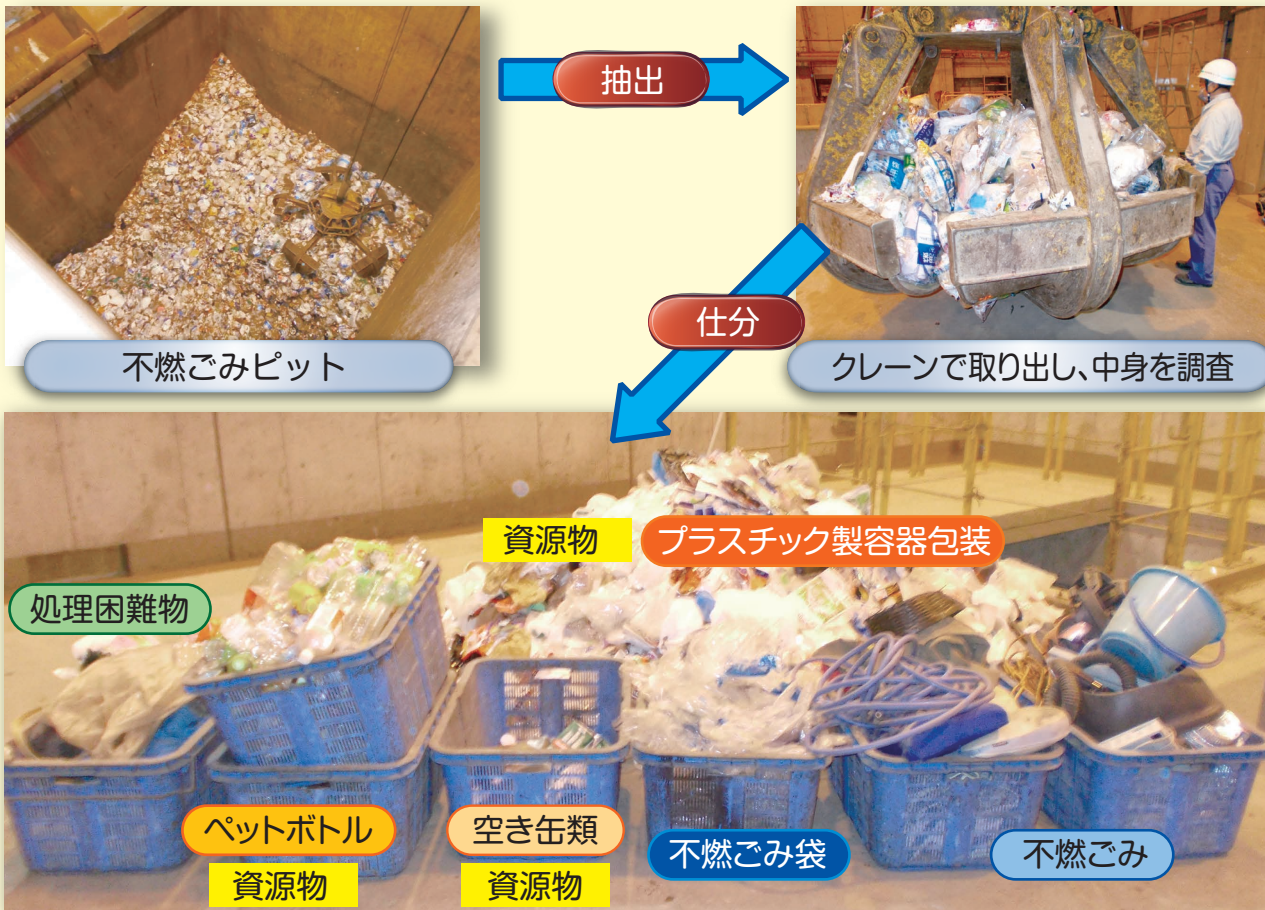 抽出
不燃ごみピット
クレーンで取り出し、中身を調査
仕分
資源物
プラスチック製容器包装
処理困難物
ペットボトル
資源物
空き缶類
資源物
不燃ごみ袋
不燃ごみ